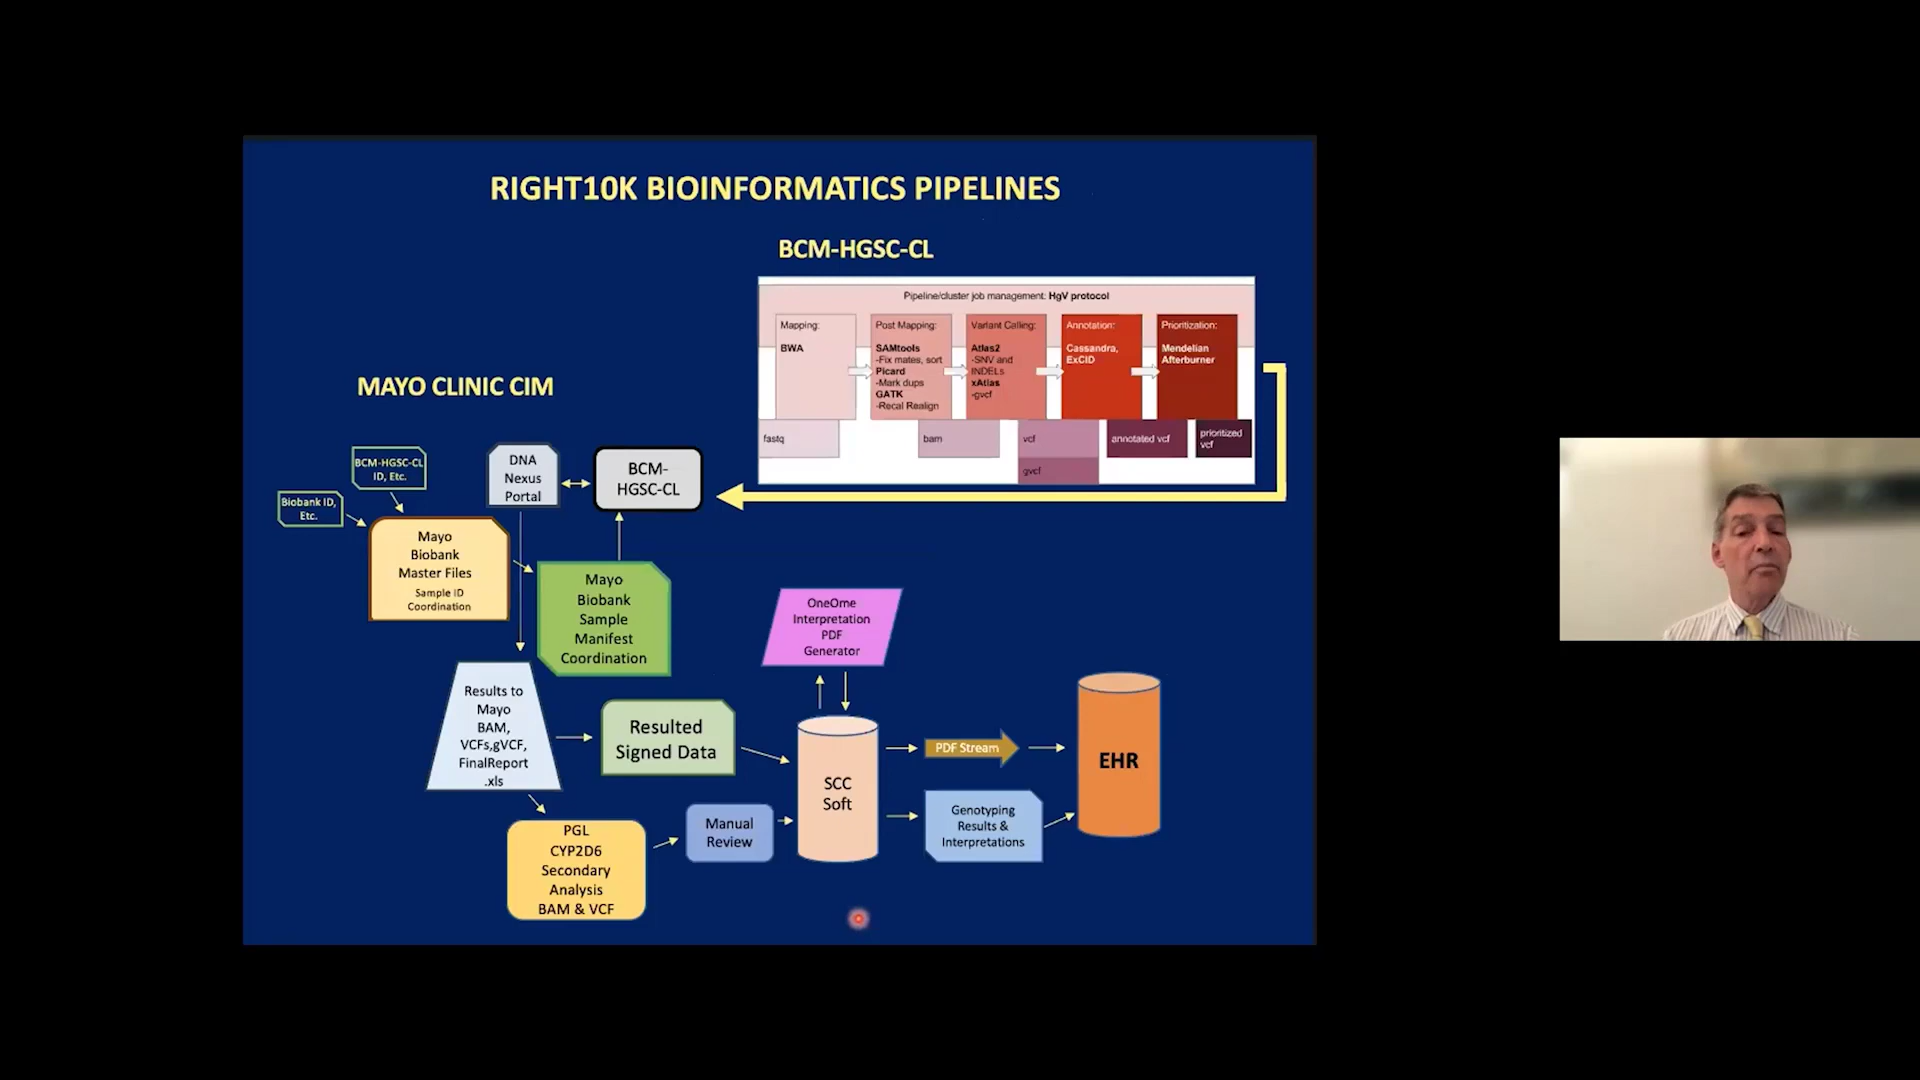 RIGHT10K BIOINFORMATICS PIPELINES
BCM-HGSC-CL
Pipeline/cluster job management: HgV protocol
Mapping:
BWA
Post Mapping:
SAMtools
-Fix mates, sort
Picard
-Mark dups
GATK
-Recal Realign
Variant Calling:
Atlas2
-SNV and
INDELs
xAtlas
-gvcf
Annotation:
Cassandra,
ExCID
Prioritization:
Mendelian
Afterburner
fastq
bam
vcf
gvcf
annotated vcf
prioritized
vcf
MAYO CLINIC CIM
BCM-HGSC-CL
ID, Etc.
Biobank ID,
Etc.
DNA
Nexus
Portal
BCM-
HGSC-CL
Mayo
Biobank
Master Files
Sample ID
Coordination
Mayo
Biobank
Sample
Manifest
Coordination
OneOme
Interpretation
PDF
Generator
Results to
Mayo
BAM,
VCFs,gVCF,
FinalReport
.xls
Resulted
Signed Data
SCC
Soft
PDF Stream
EHR
PGL
CYP2D6
Secondary
Analysis
BAM & VCF
Manual
Review
Genotyping
Results &
Interpretations